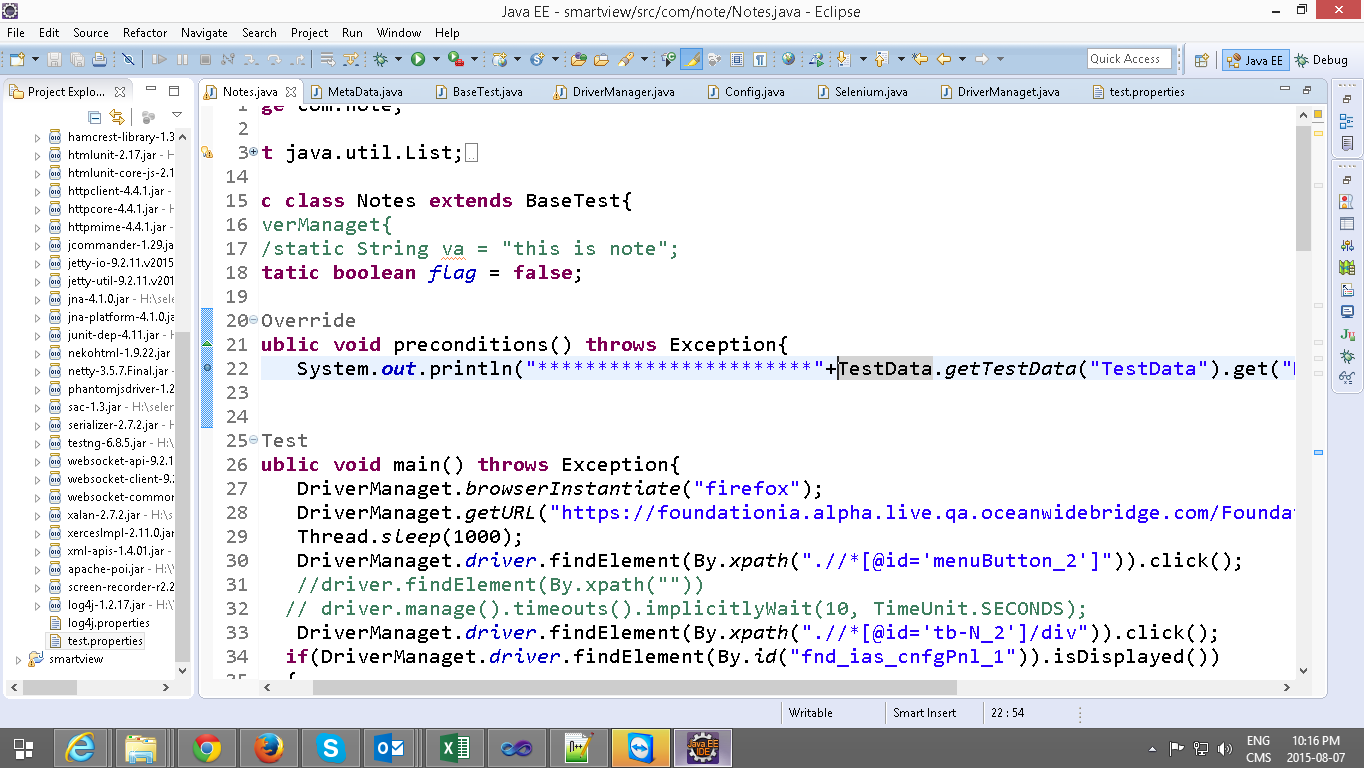 Java EE - smartview/src/com/note/Notes.java - Eclipse
File Edit Source Refactor Navigate Search Project Run Window Help
Quick Access
Java EE
Debug
Project Explo...
Notes.java
MetaData.java
BaseTest.java
DriverManager.java
Config.java
Selenium.java
DriverManaget.java
test.properties
hamcrest-library-1.3
htmlunit-2.17.jar - H
htmlunit-core-js-2.1
httpclient-4.4.1.jar -
httpcore-4.4.1.jar -
httpmime-4.4.1.jar -
jcommander-1.29.ja
jetty-io-9.2.11.v2015
jetty-util-9.2.11.v201
jna-4.1.0.jar - H:\sele
jna-platform-4.1.0.ja
junit-dep-4.11.jar - H
nekohtml-1.9.22.jar
netty-3.5.7.Final.jar -
phantomjsdriver-1.2
sac-1.3.jar - H:\selen
serializer-2.7.2.jar -
testng-6.8.5.jar - H:\
websocket-api-9.2.1
websocket-client-9.
websocket-common
xalan-2.7.2.jar - H:\s
xercesImpl-2.11.0.jar
xml-apis-1.4.01.jar -
apache-poi.jar - H:\
screen-recorder-r2.2
log4j-1.2.17.jar - H:\
log4j.properties
test.properties
smartview
1 ge com.note;
2
3 t java.util.List;
14
15 c class Notes extends BaseTest{
16 verManaget{
17 /static String va = "this is note";
18 tatic boolean flag = false;
19
20 Override
21 ublic void preconditions() throws Exception{
22 System.out.println("***********************"+TestData.getTestData("TestData").get("
23
24
25 Test
26 ublic void main() throws Exception{
27 DriverManaget.browserInstantiate("firefox");
28 DriverManaget.getURL("https://foundationia.alpha.live.qa.oceanwidebridge.com/Founda
29 Thread.sleep(1000);
30 DriverManaget.driver.findElement(By.xpath(".//*[@id='menuButton_2']")).click();
31 //driver.findElement(By.xpath(""))
32 // driver.manage().timeouts().implicitlyWait(10, TimeUnit.SECONDS);
33 DriverManaget.driver.findElement(By.xpath(".//*[@id='tb-N_2']/div")).click();
34 if(DriverManaget.driver.findElement(By.id("fnd_ias_cnfgPnl_1")).isDisplayed())
{
Writable
Smart Insert
22 : 54
ENG
CMS
10:16 PM
2015-08-07